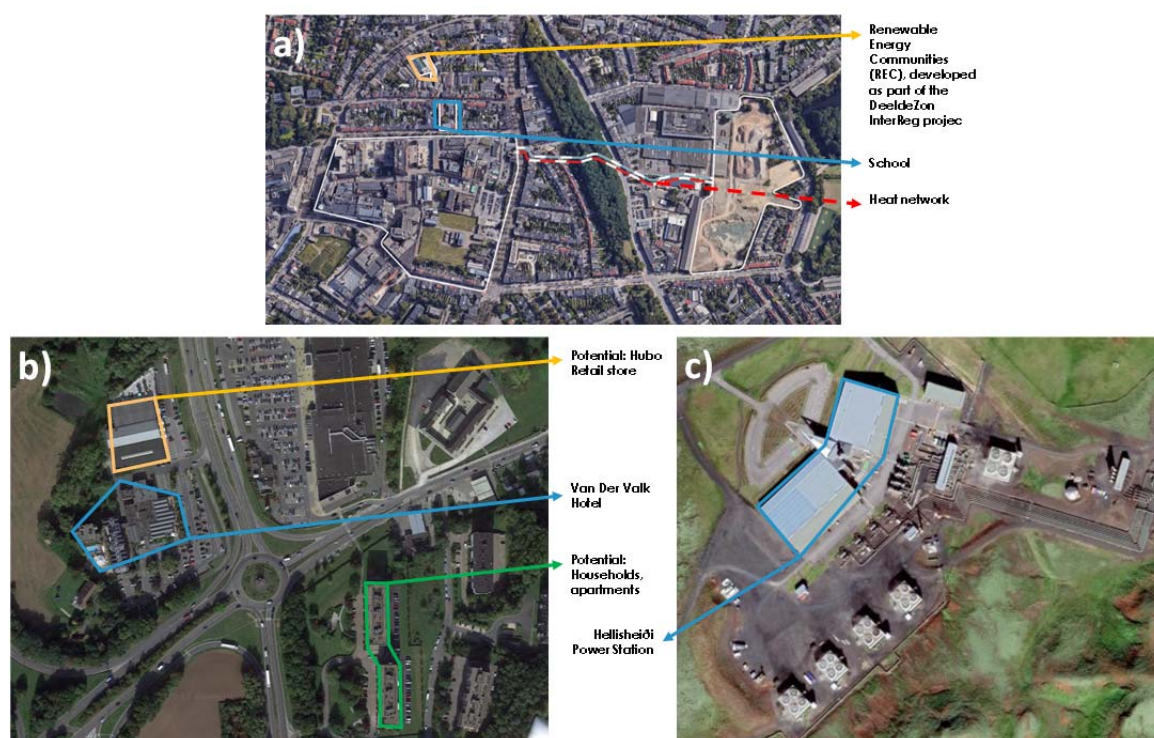 a)
Renewable
Energy
Communities
(REC), developed
as part of the
DeeldeZon
InterReg projec
School
Heat network
b)
Potential: Hubo
Retail store
Van Der Valk
Hotel
Potential:
Households,
apartments
c)
Hellisheiði
Power Station